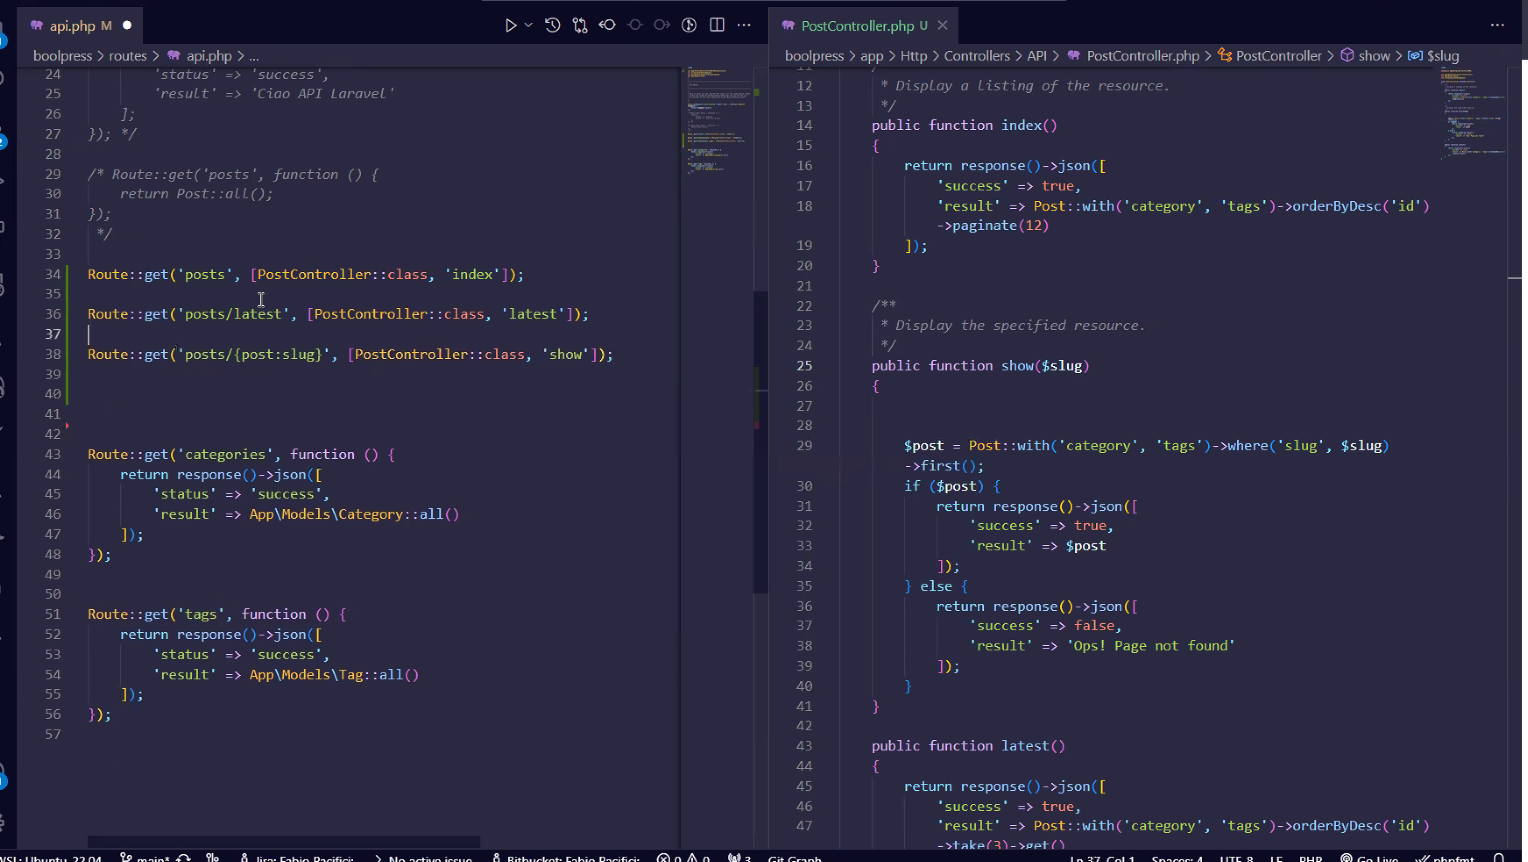 api.php M
boolpress > routes > api.php > ...
24 'status' => 'success',
25 'result' => 'Ciao API Laravel'
26 ];
27 }); */
28
29 /* Route::get('posts', function () {
30 return Post::all();
31 });
32 */
33
34 Route::get('posts', [PostController::class, 'index']);
35
36 Route::get('posts/latest', [PostController::class, 'latest']);
37
38 Route::get('posts/{post:slug}', [PostController::class, 'show']);
39
40
41
42
43 Route::get('categories', function () {
44 return response()->json([
45 'status' => 'success',
46 'result' => App\Models\Category::all()
47 ]);
48 });
49
50
51 Route::get('tags', function () {
52 return response()->json([
53 'status' => 'success',
54 'result' => App\Models\Tag::all()
55 ]);
56 });
57
PostController.php U
boolpress > app > Http > Controllers > API > PostController.php > PostController > show > $slug
12 * Display a listing of the resource.
13 */
14 public function index()
15 {
16 return response()->json([
17 'success' => true,
18 'result' => Post::with('category', 'tags')->orderByDesc('id')
->paginate(12)
19 ]);
20 }
21
22 /**
23 * Display the specified resource.
24 */
25 public function show($slug)
26 {
27
28
29 $post = Post::with('category', 'tags')->where('slug', $slug)
->first();
30 if ($post) {
31 return response()->json([
32 'success' => true,
33 'result' => $post
34 ]);
35 } else {
36 return response()->json([
37 'success' => false,
38 'result' => 'Ops! Page not found'
39 ]);
40 }
41 }
42
43 public function latest()
44 {
45 return response()->json([
46 'success' => true,
47 'result' => Post::with('category', 'tags')->orderByDesc('id')
->take(3)->get()
WSL: Ubuntu 22.04 main* Jira: Fabio Pacifici: No active issue Bitbucket: Fabio Pacifici: 0 0 3 Git Graph Ln 37, Col 1 Spaces: 4 UTF-8 LF PHP Go Live phpfmt